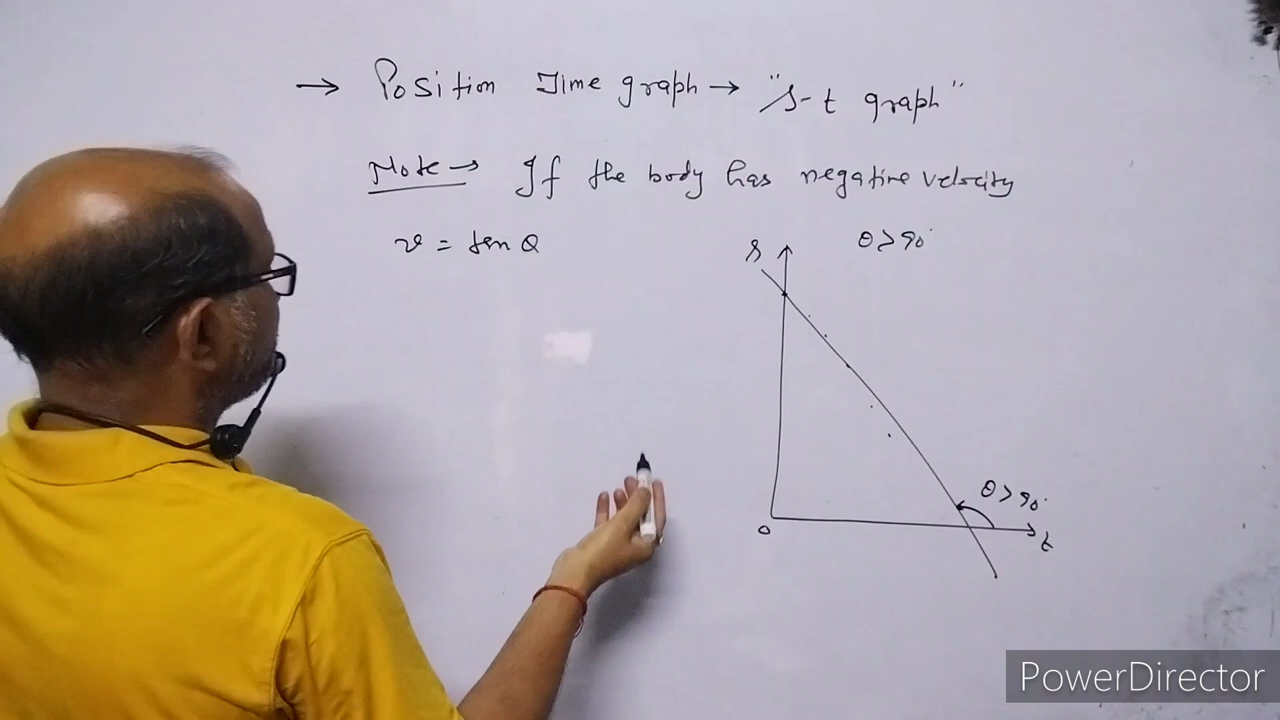 → Position Time graph → "s-t graph"
Note → If the body has negative velocity
v = tan θ
θ > 90°
s
θ > 90°
o
t
PowerDirector